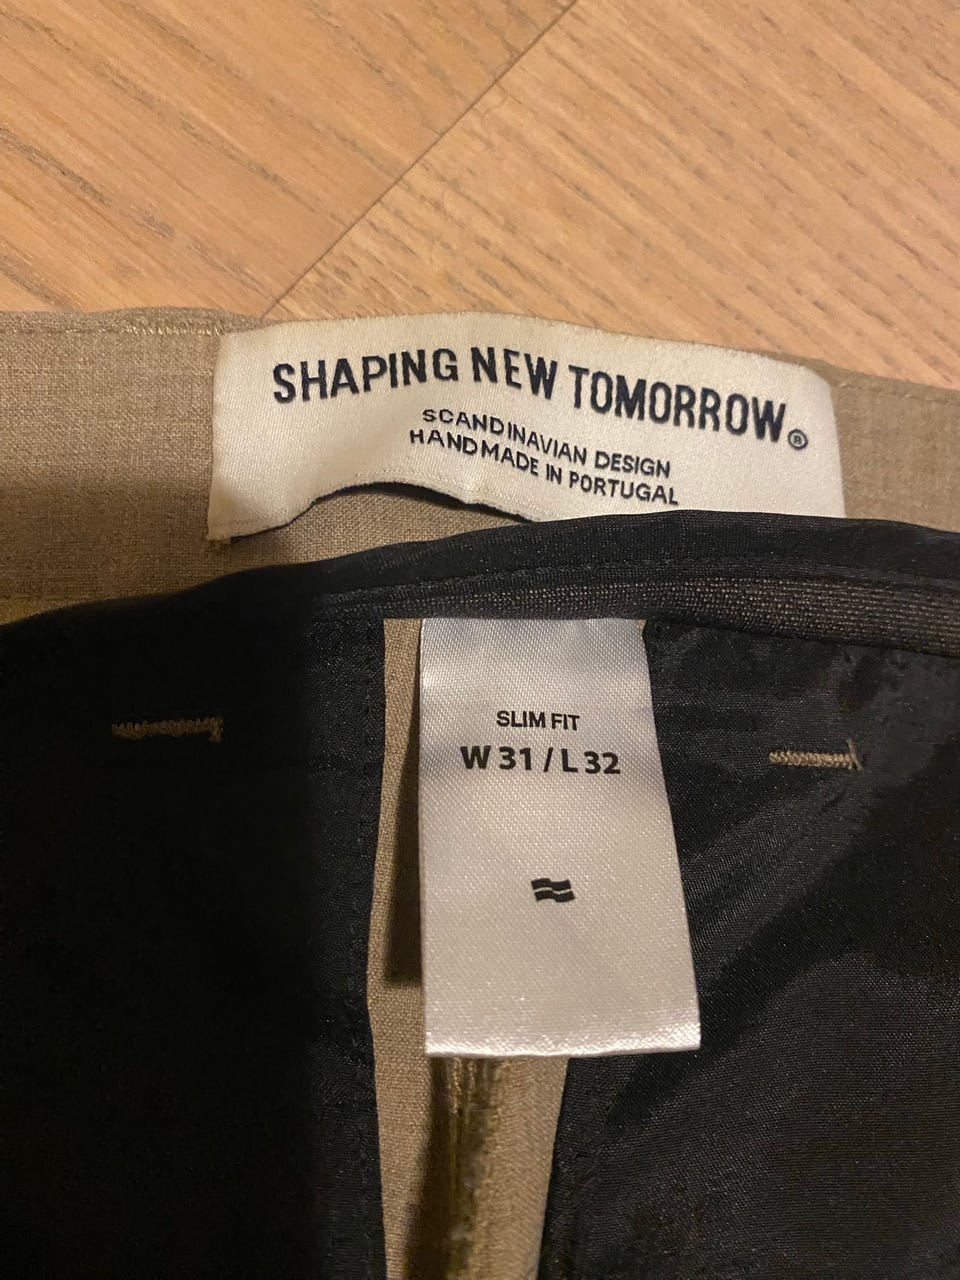 SHAPING NEW TOMORROW®
SCANDINAVIAN DESIGN
HANDMADE IN PORTUGAL
SLIM FIT
W 31 / L 32